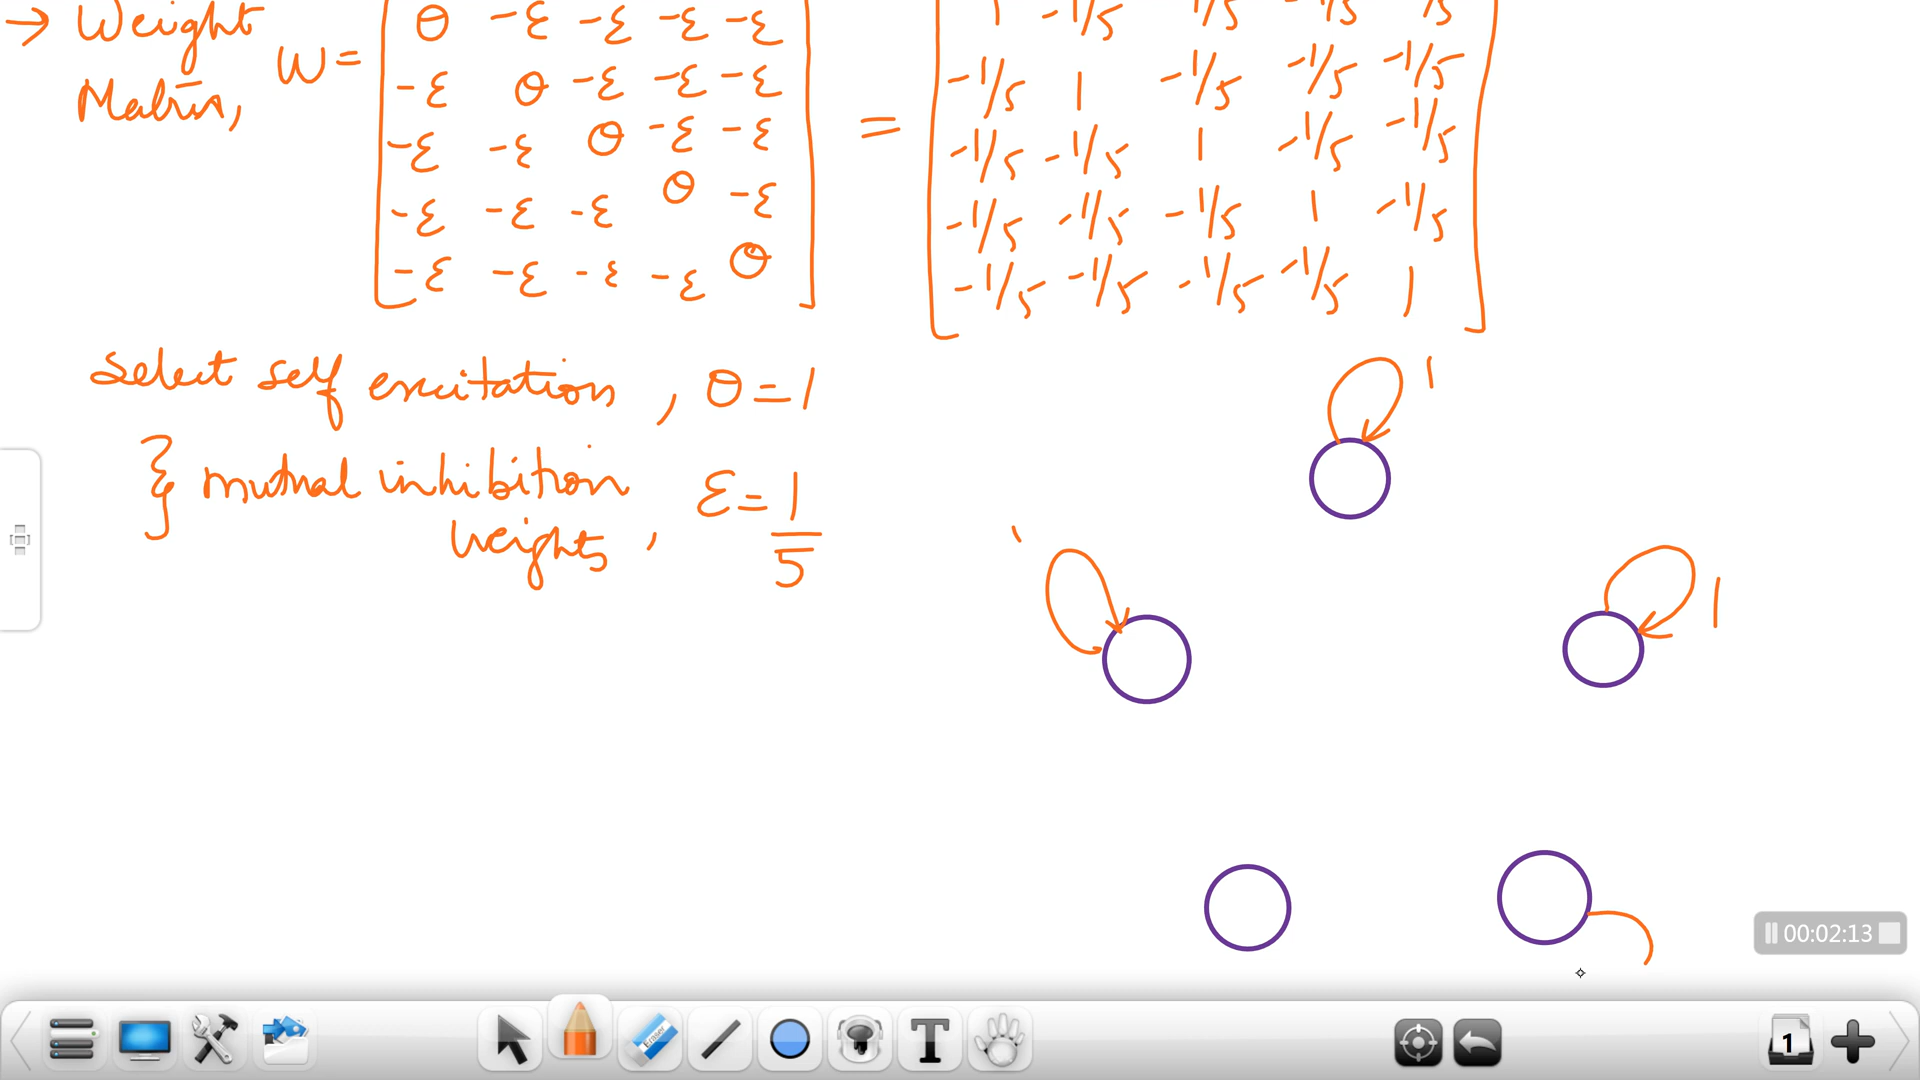 → Weight
Matrix, W =
θ -ε -ε -ε -ε
-ε θ -ε -ε -ε
-ε -ε θ -ε -ε
-ε -ε -ε θ -ε
-ε -ε -ε -ε θ
=
1 -1/5 -1/5 -1/5 -1/5
-1/5 1 -1/5 -1/5 -1/5
-1/5 -1/5 1 -1/5 -1/5
-1/5 -1/5 -1/5 1 -1/5
-1/5 -1/5 -1/5 -1/5 1
Select self excitation, θ = 1
} mutual inhibition
weights, ε = 1/5
1
1
00:02:13
Eraser
T
1